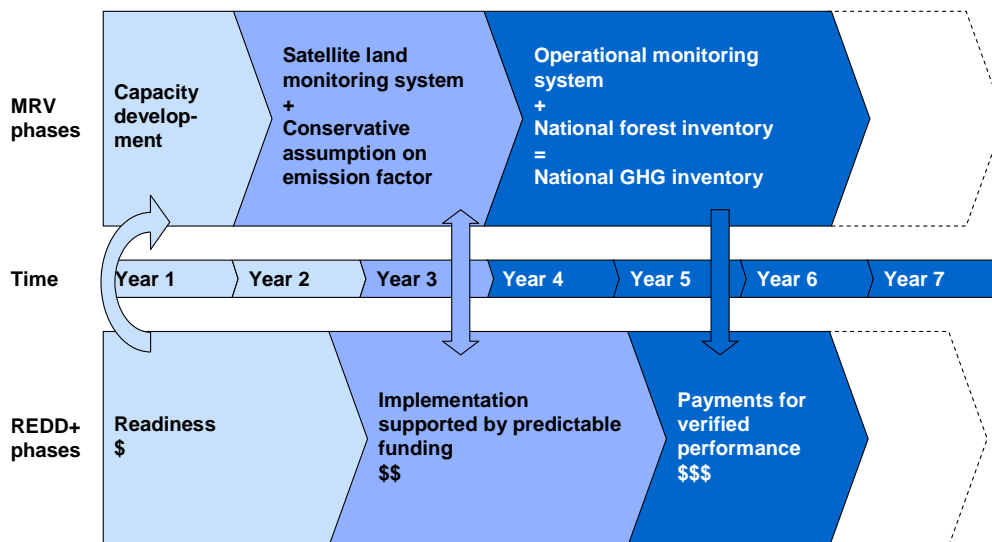 MRV
phases
Capacity
develop-
ment
Satellite land
monitoring system
+
Conservative
assumption on
emission factor
Operational monitoring
system
+
National forest inventory
=
National GHG inventory
Time
Year 1
Year 2
Year 3
Year 4
Year 5
Year 6
Year 7
REDD+
phases
Readiness
$
Implementation
supported by predictable
funding
$$
Payments for
verified
performance
$$$